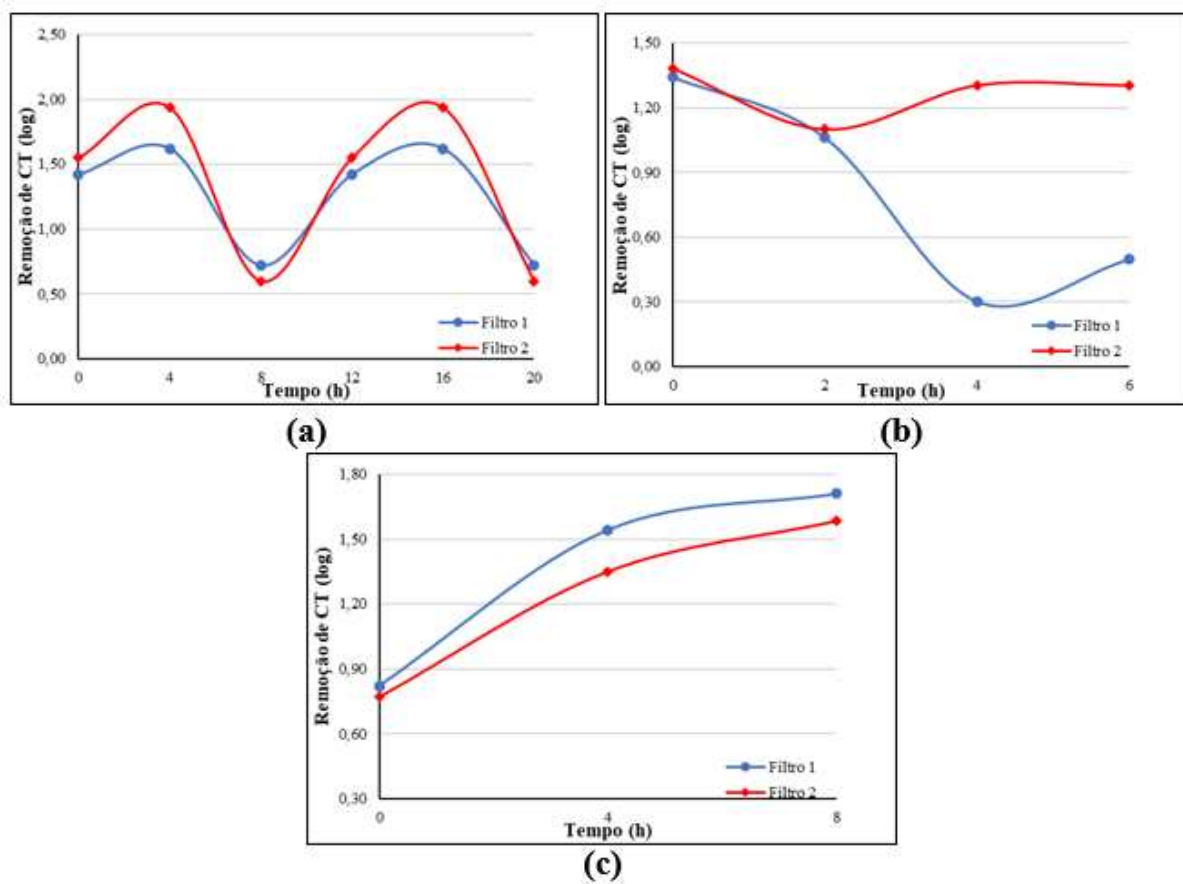 2,50
2,00
1,50
1,00
0,50
0,00
Remoção de CT (log)
0 4 8 12 16 20
Tempo (h)
Filtro 1
Filtro 2
(a)
1,50
1,20
0,90
0,60
0,30
0,00
Remoção de CT (log)
0 2 4 6
Tempo (h)
Filtro 1
Filtro 2
(b)
1,80
1,50
1,20
0,90
0,60
0,30
Remoção de CT (log)
0 4 8
Tempo (h)
Filtro 1
Filtro 2
(c)